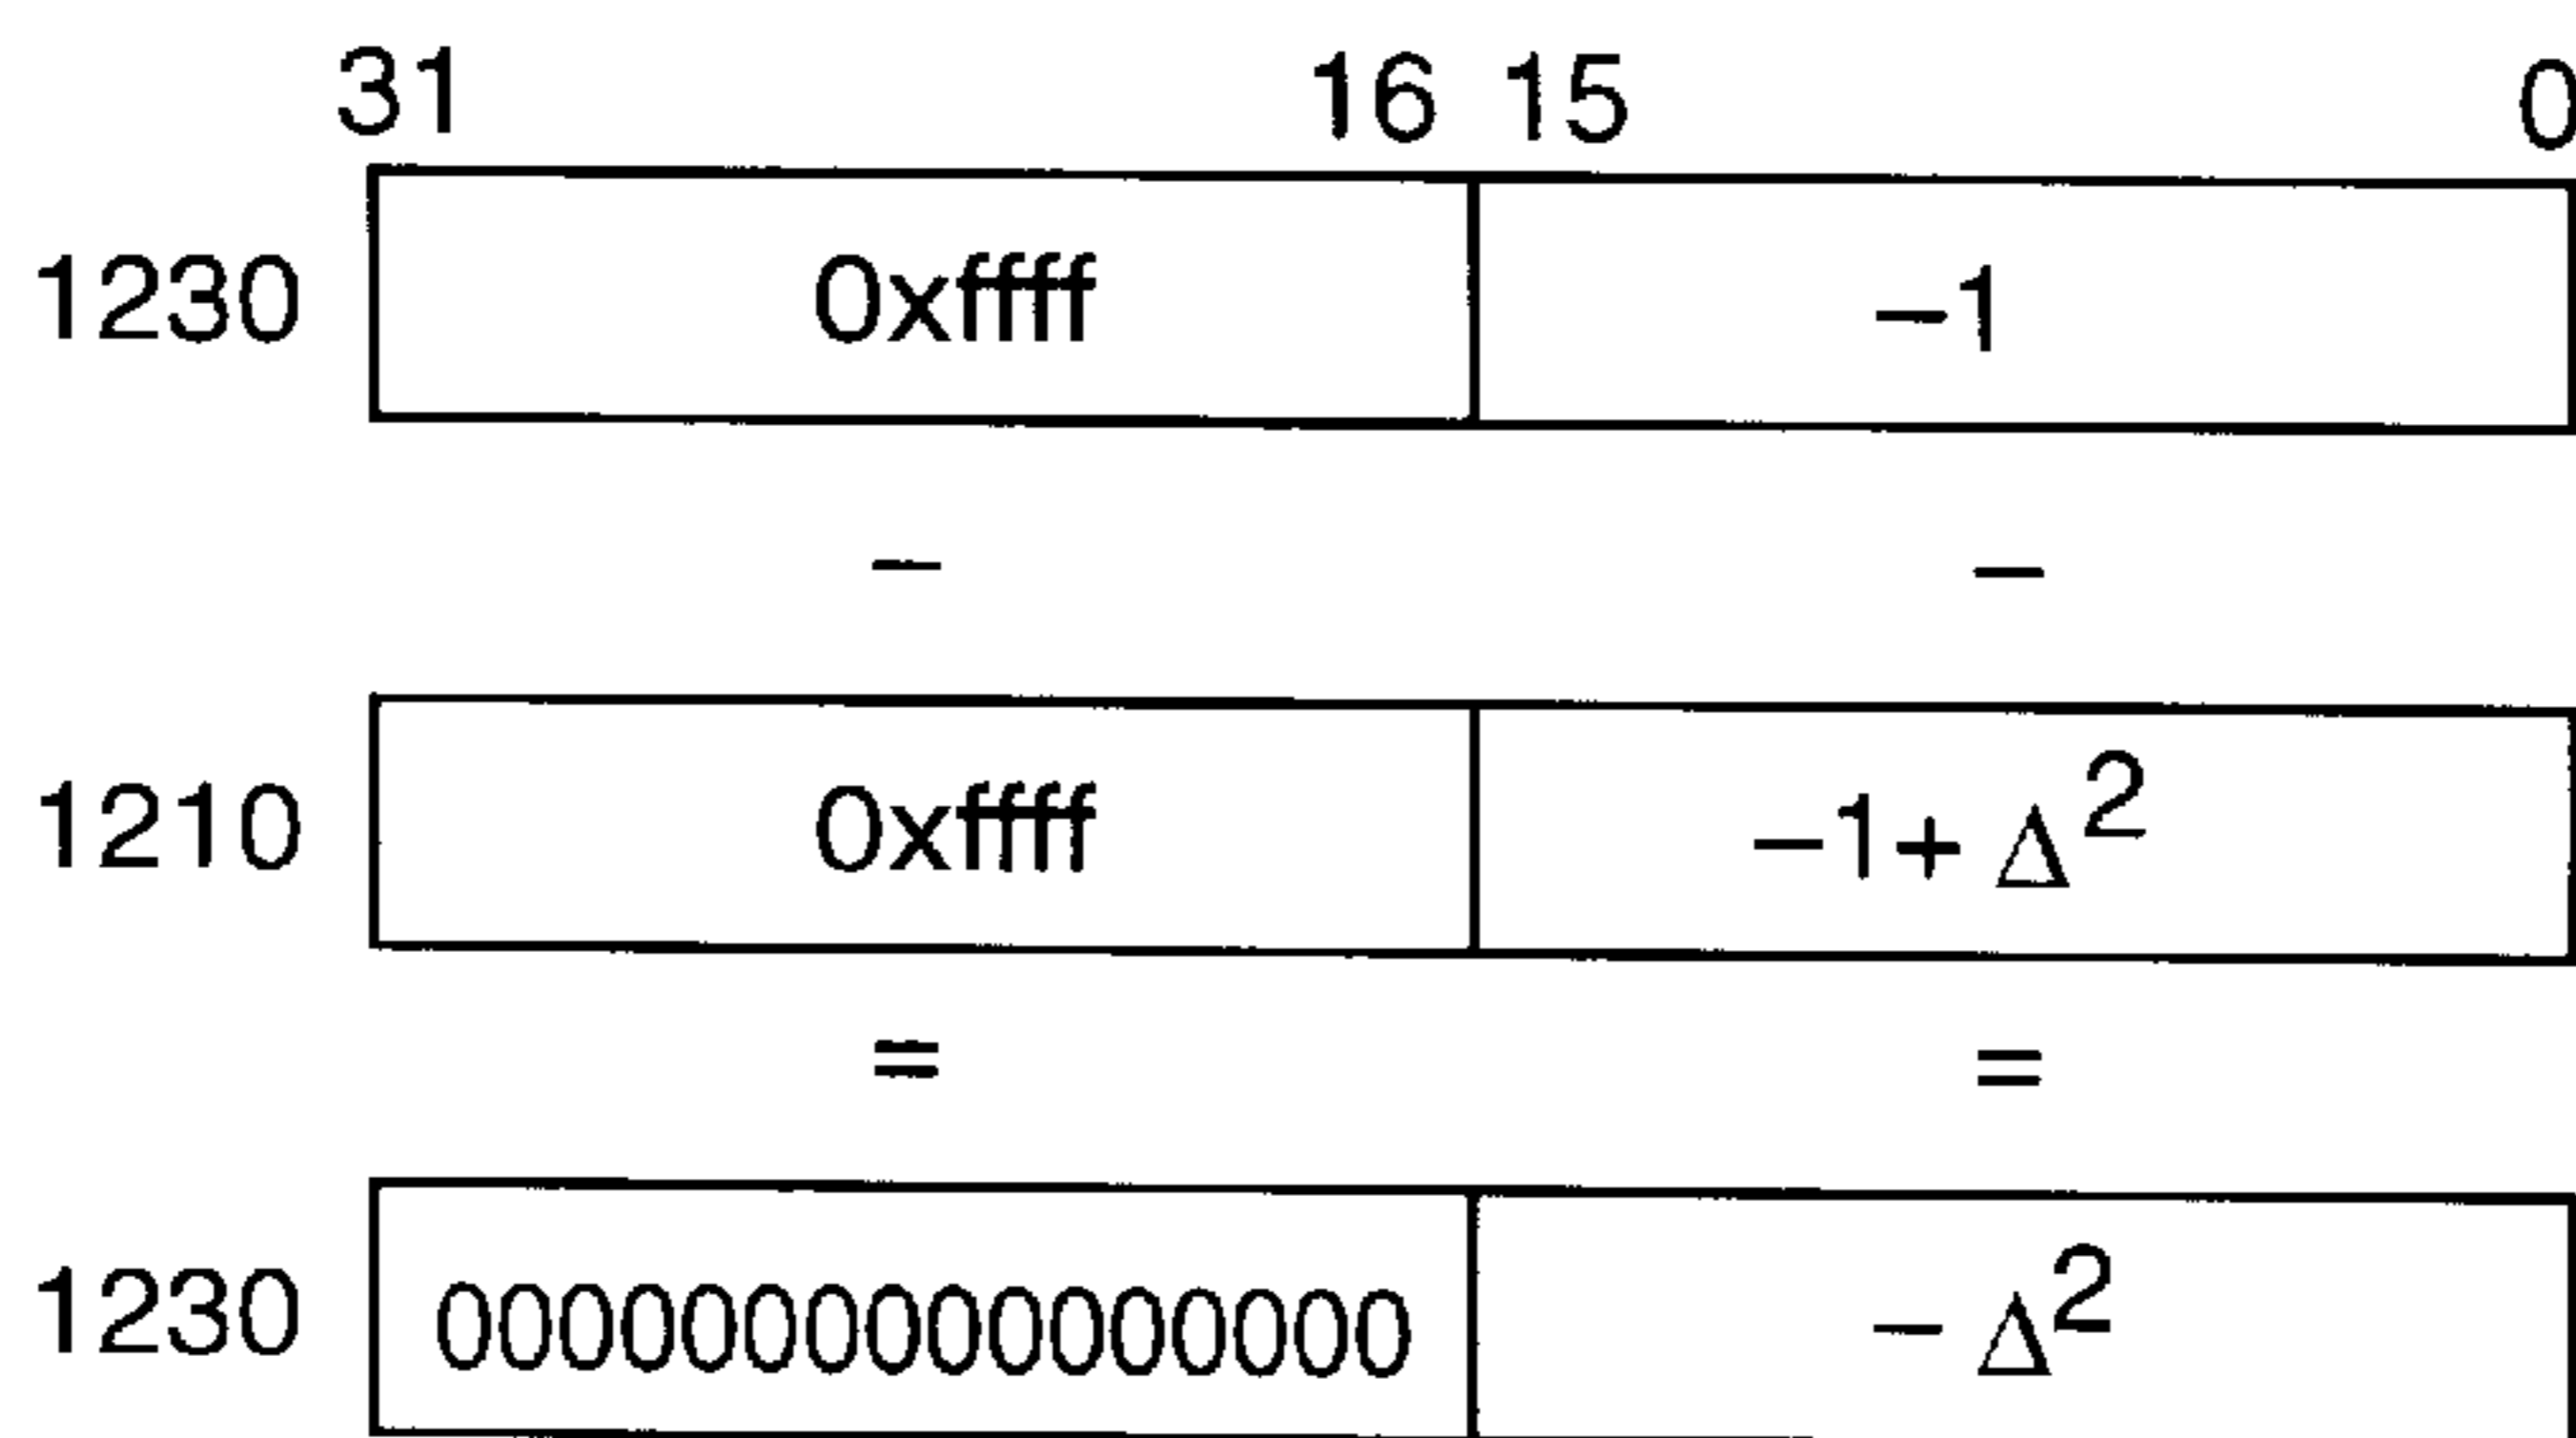 31 16 15 0
1230 0xffff –1
– –
1210 0xffff –1+ Δ²
= =
1230 0000000000000000 – Δ²